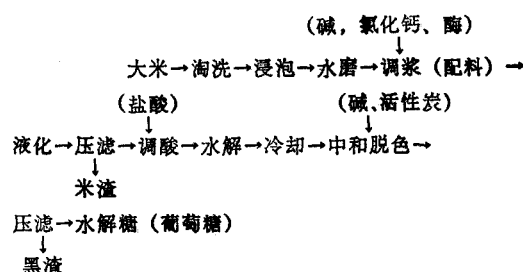 (碱，氯化钙、酶)
大米→淘洗→浸泡→水磨→调浆(配料)→
(盐酸)　(碱、活性炭)
液化→压滤→调酸→水解→冷却→中和脱色→
米渣
压滤→水解糖(葡萄糖)
黑渣